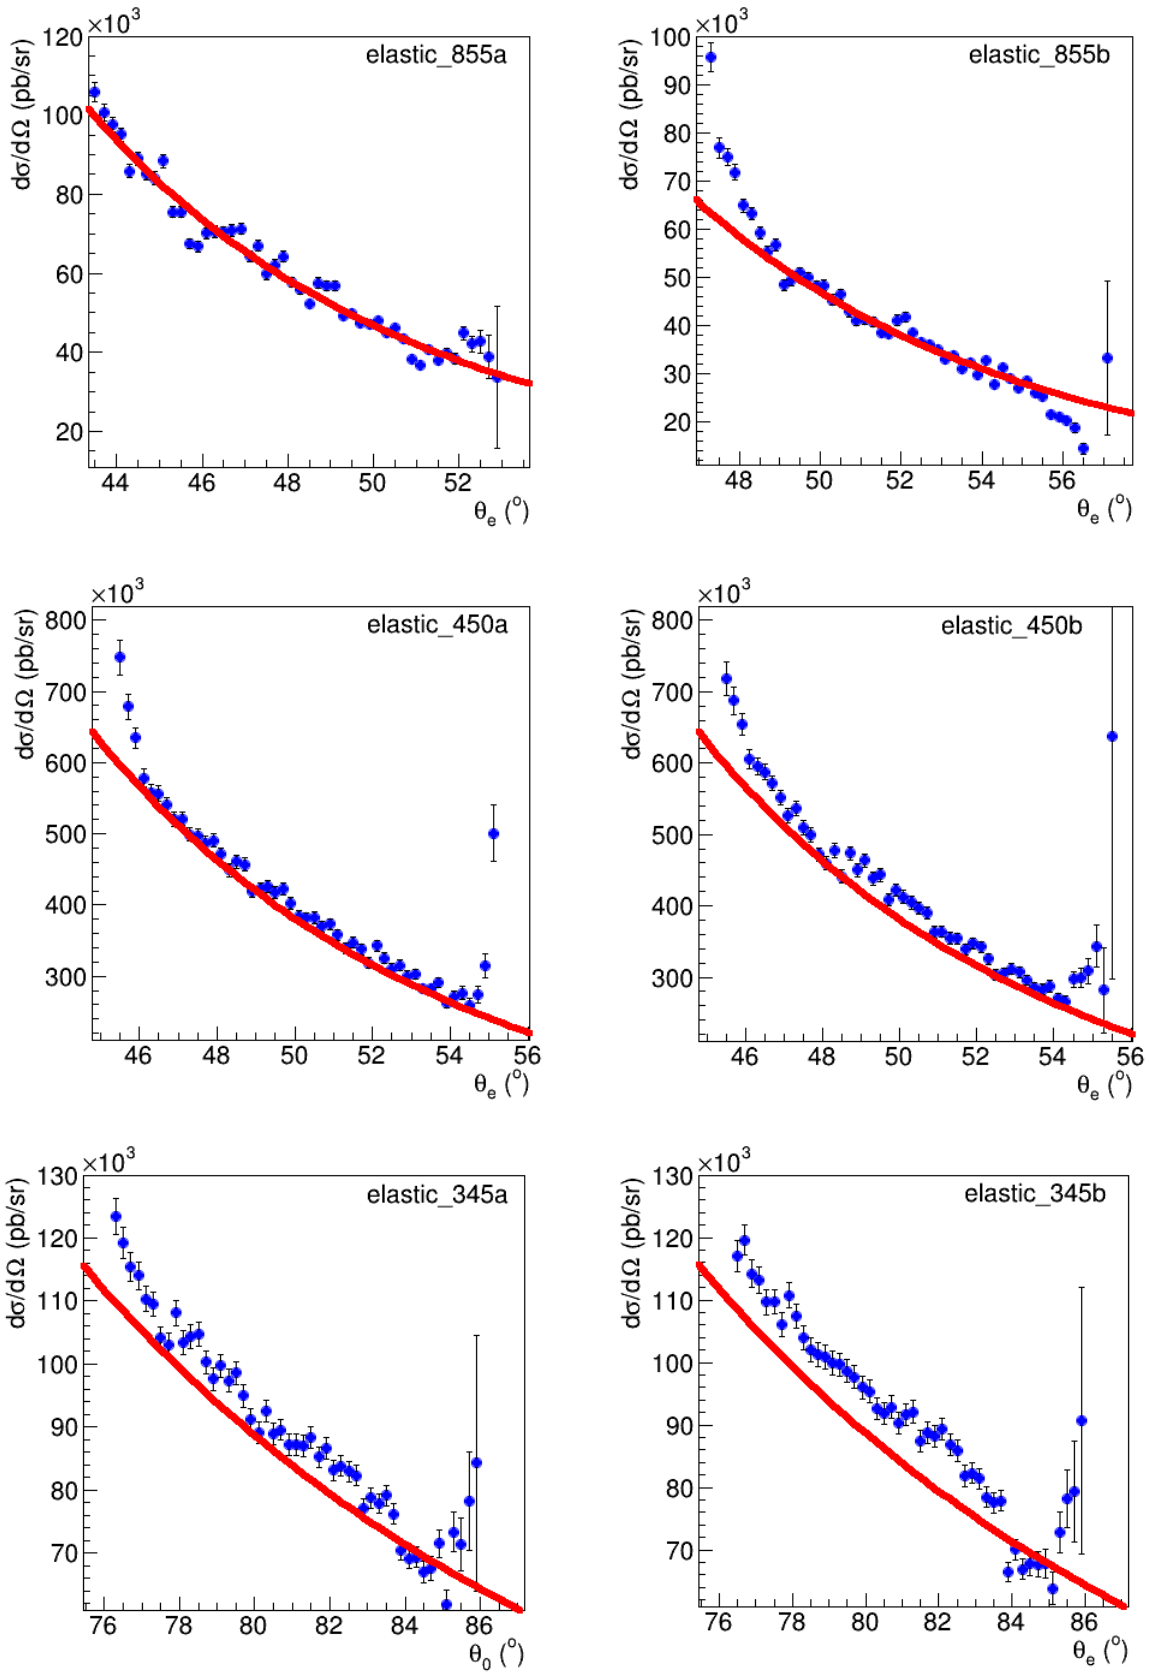 ×10³
elastic_855a
dσ/dΩ (pb/sr)
120
100
80
60
40
20
44 46 48 50 52
θe (°)
×10³
elastic_855b
dσ/dΩ (pb/sr)
100
90
80
70
60
50
40
30
20
48 50 52 54 56
θe (°)
×10³
elastic_450a
dσ/dΩ (pb/sr)
800
700
600
500
400
300
46 48 50 52 54 56
θe (°)
×10³
elastic_450b
dσ/dΩ (pb/sr)
800
700
600
500
400
300
46 48 50 52 54 56
θe (°)
×10³
elastic_345a
dσ/dΩ (pb/sr)
130
120
110
100
90
80
70
76 78 80 82 84 86
θ0 (°)
×10³
elastic_345b
dσ/dΩ (pb/sr)
130
120
110
100
90
80
70
76 78 80 82 84 86
θe (°)